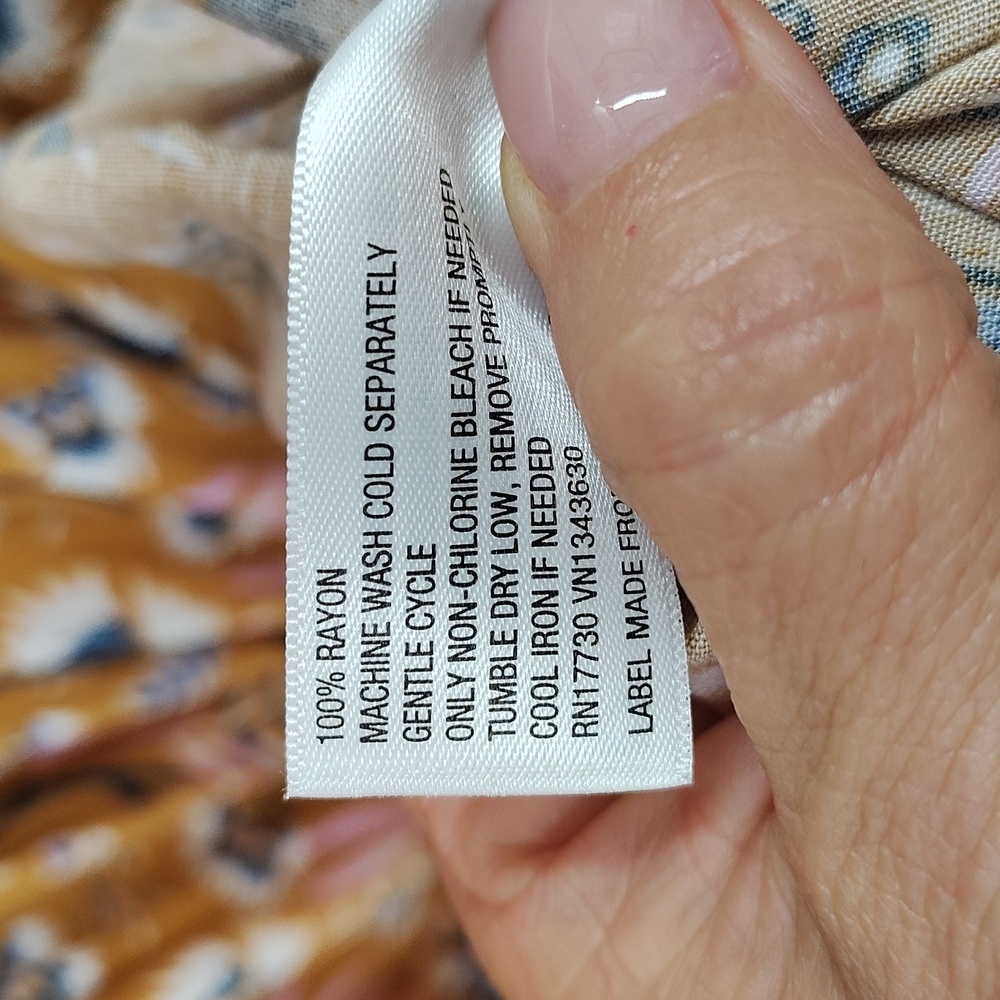 100% RAYON
MACHINE WASH COLD SEPARATELY
GENTLE CYCLE
ONLY NON-CHLORINE BLEACH IF NEEDED
TUMBLE DRY LOW, REMOVE
COOL IRON IF NEEDED
RN17730 VN1343630
LABEL MADE